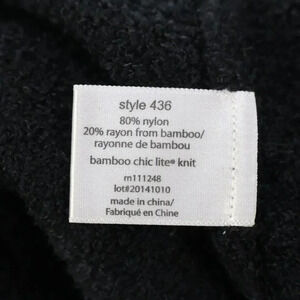 style 436
80% nylon
20% rayon from bamboo/
rayonne de bambou
bamboo chic lite® knit
rn111248
lot#20141010
made in china/
Fabriqué en Chine